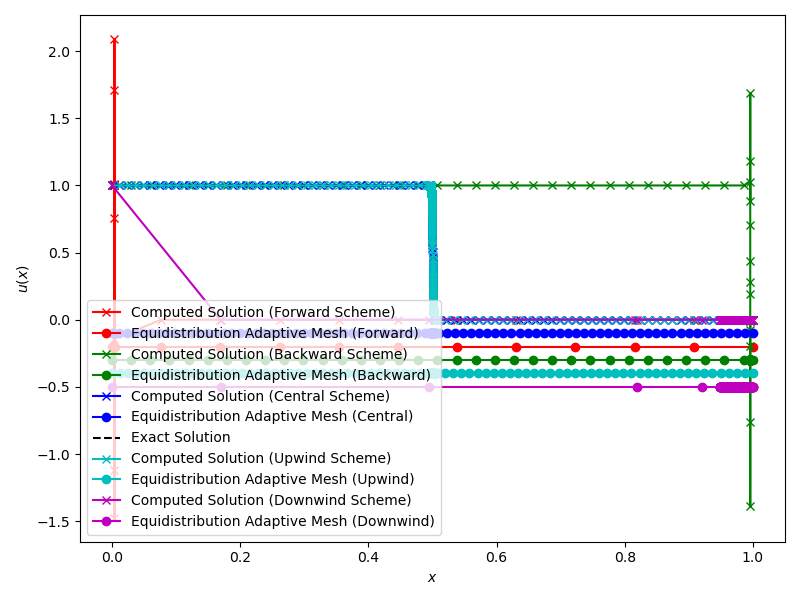 2.0
1.5
1.0
0.5
0.0
−0.5
−1.0
−1.5
u(x)
Computed Solution (Forward Scheme)
Equidistribution Adaptive Mesh (Forward)
Computed Solution (Backward Scheme)
Equidistribution Adaptive Mesh (Backward)
Computed Solution (Central Scheme)
Equidistribution Adaptive Mesh (Central)
Exact Solution
Computed Solution (Upwind Scheme)
Equidistribution Adaptive Mesh (Upwind)
Computed Solution (Downwind Scheme)
Equidistribution Adaptive Mesh (Downwind)
0.0 0.2 0.4 0.6 0.8 1.0
x